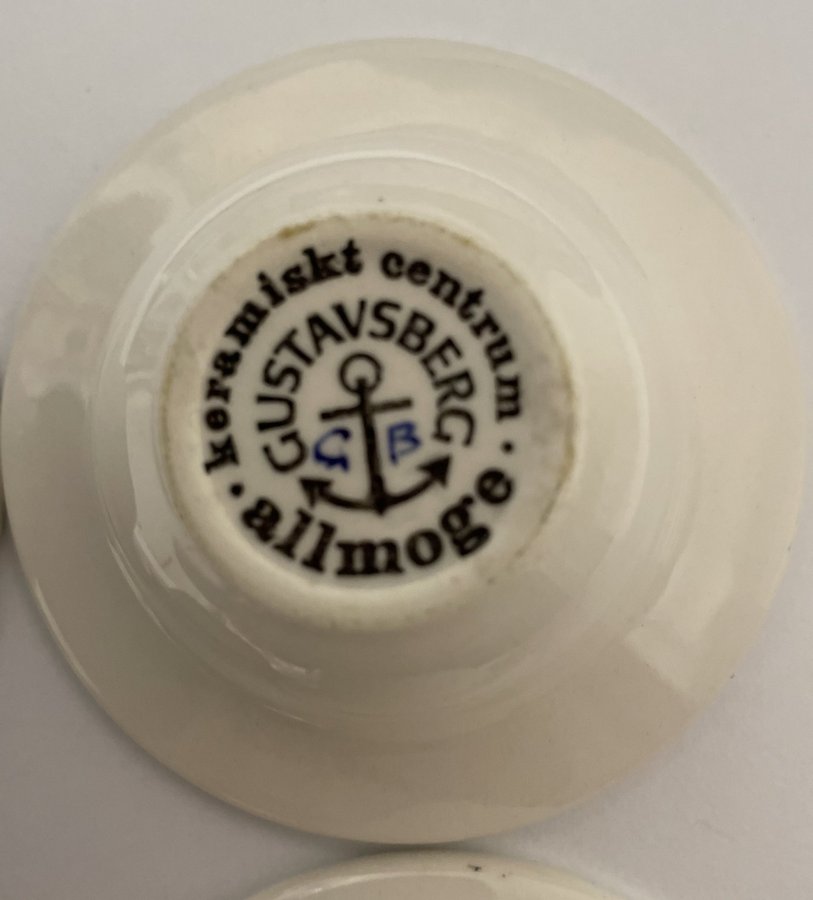 keramiskt centrum
GUSTAVSBERG
G B
· allmoge ·